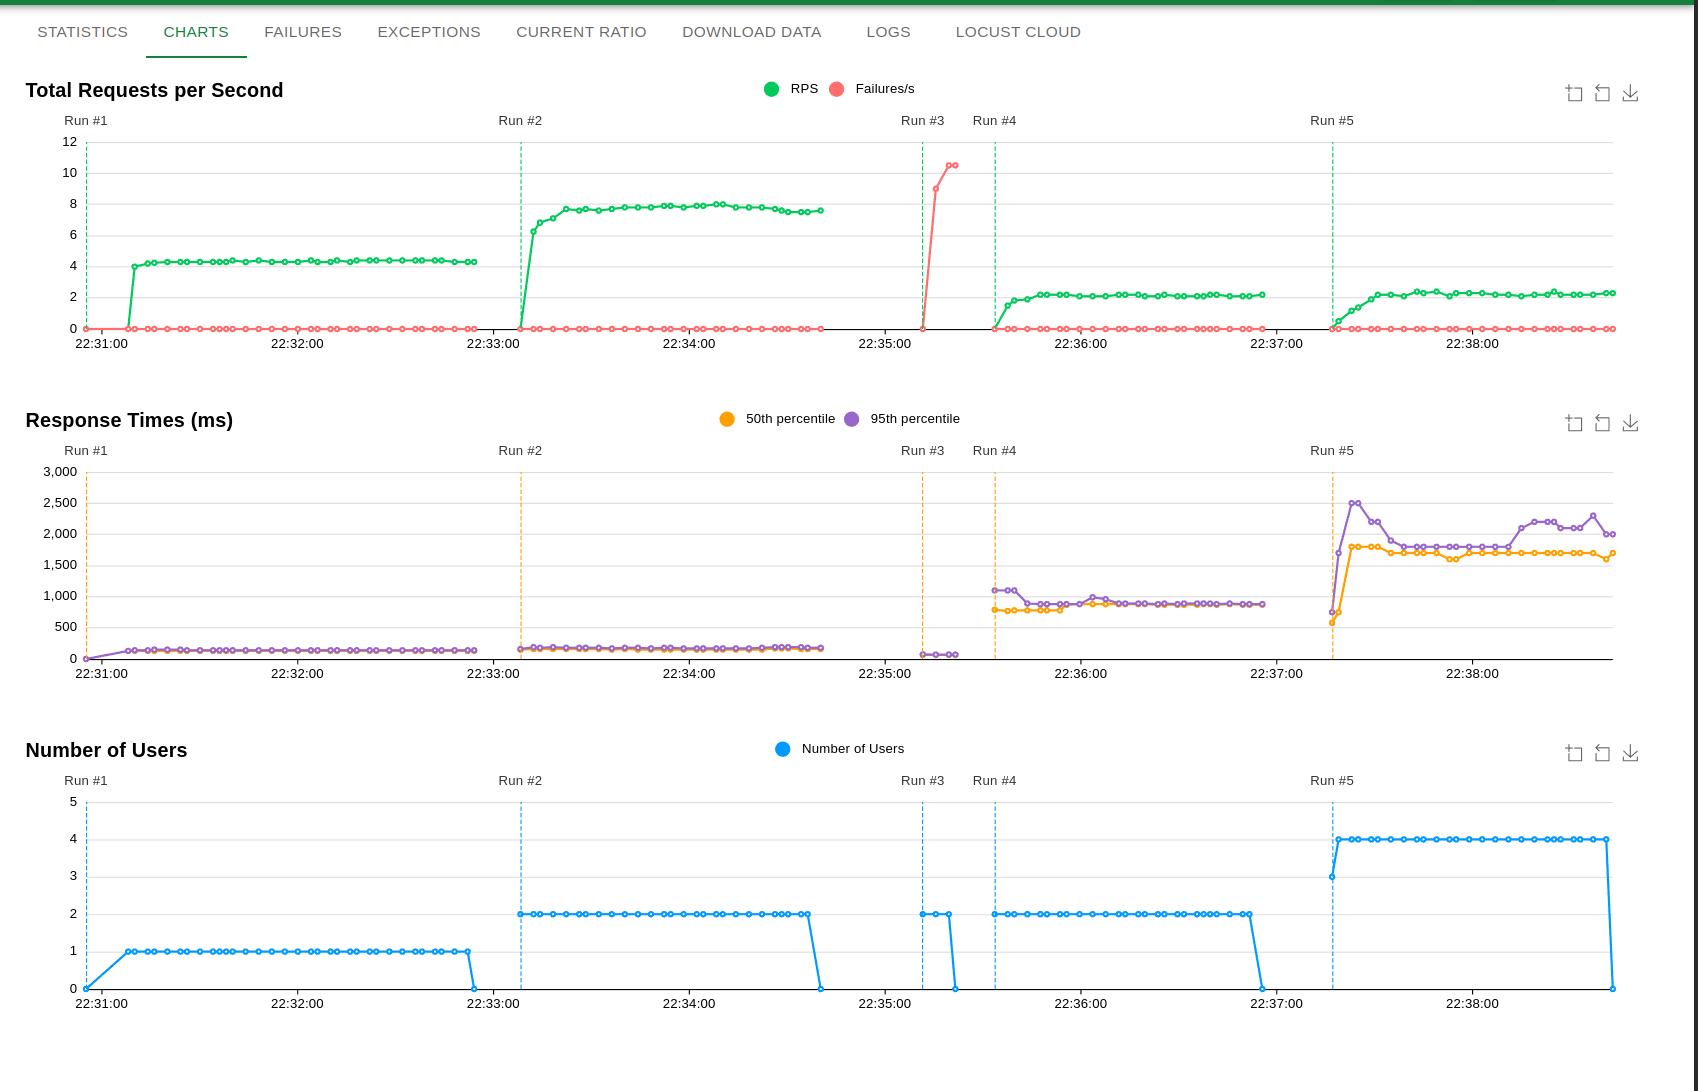 STATISTICS CHARTS FAILURES EXCEPTIONS CURRENT RATIO DOWNLOAD DATA LOGS LOCUST CLOUD
Total Requests per Second
RPS Failures/s
Run #1 Run #2 Run #3 Run #4 Run #5
12
10
8
6
4
2
0
22:31:00 22:32:00 22:33:00 22:34:00 22:35:00 22:36:00 22:37:00 22:38:00
Response Times (ms)
50th percentile 95th percentile
Run #1 Run #2 Run #3 Run #4 Run #5
3,000
2,500
2,000
1,500
1,000
500
0
22:31:00 22:32:00 22:33:00 22:34:00 22:35:00 22:36:00 22:37:00 22:38:00
Number of Users
Number of Users
Run #1 Run #2 Run #3 Run #4 Run #5
5
4
3
2
1
0
22:31:00 22:32:00 22:33:00 22:34:00 22:35:00 22:36:00 22:37:00 22:38:00